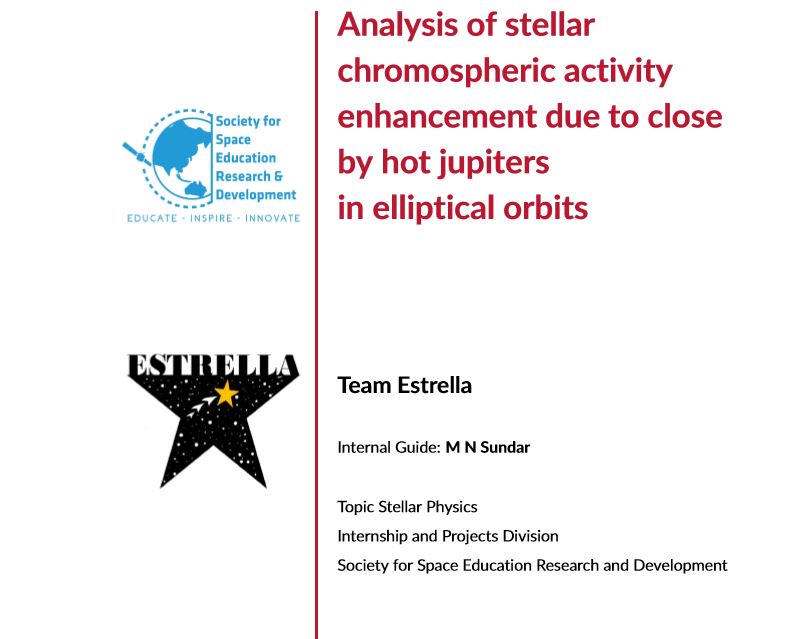 Analysis of stellar
chromospheric activity
enhancement due to close
by hot jupiters
in elliptical orbits
Society for
Space
Education
Research &
Development
EDUCATE - INSPIRE - INNOVATE
ESTRELLA
Team Estrella
Internal Guide: M N Sundar
Topic Stellar Physics
Internship and Projects Division
Society for Space Education Research and Development